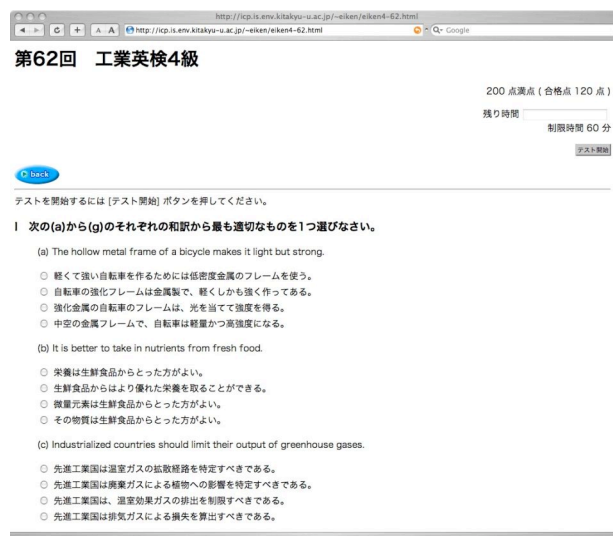 http://icp.is.env.kitakyu-u.ac.jp/~eiken/eiken4-62.html
A A http://icp.is.env.kitakyu-u.ac.jp/~eiken/eiken4-62.html Google
第62回 工業英検4級
200 点満点 ( 合格点 120 点 )
残り時間
制限時間 60 分
テスト開始
back
テストを開始するには [テスト開始] ボタンを押してください。
I 次の(a)から(g)のそれぞれの和訳から最も適切なものを1つ選びなさい。
(a) The hollow metal frame of a bicycle makes it light but strong.
軽くて強い自転車を作るためには低密度金属のフレームを使う。
自転車の強化フレームは金属製で、軽くしかも強く作ってある。
強化金属の自転車のフレームは、光を当てて強度を得る。
中空の金属フレームで、自転車は軽量かつ高強度になる。
(b) It is better to take in nutrients from fresh food.
栄養は生鮮食品からとった方がよい。
生鮮食品からはより優れた栄養を取ることができる。
微量元素は生鮮食品からとった方がよい。
その物質は生鮮食品からとった方がよい。
(c) Industrialized countries should limit their output of greenhouse gases.
先進工業国は温室ガスの拡散経路を特定すべきである。
先進工業国は廃棄ガスによる植物への影響を特定すべきである。
先進工業国は、温室効果ガスの排出を制限すべきである。
先進工業国は排気ガスによる損失を算出すべきである。